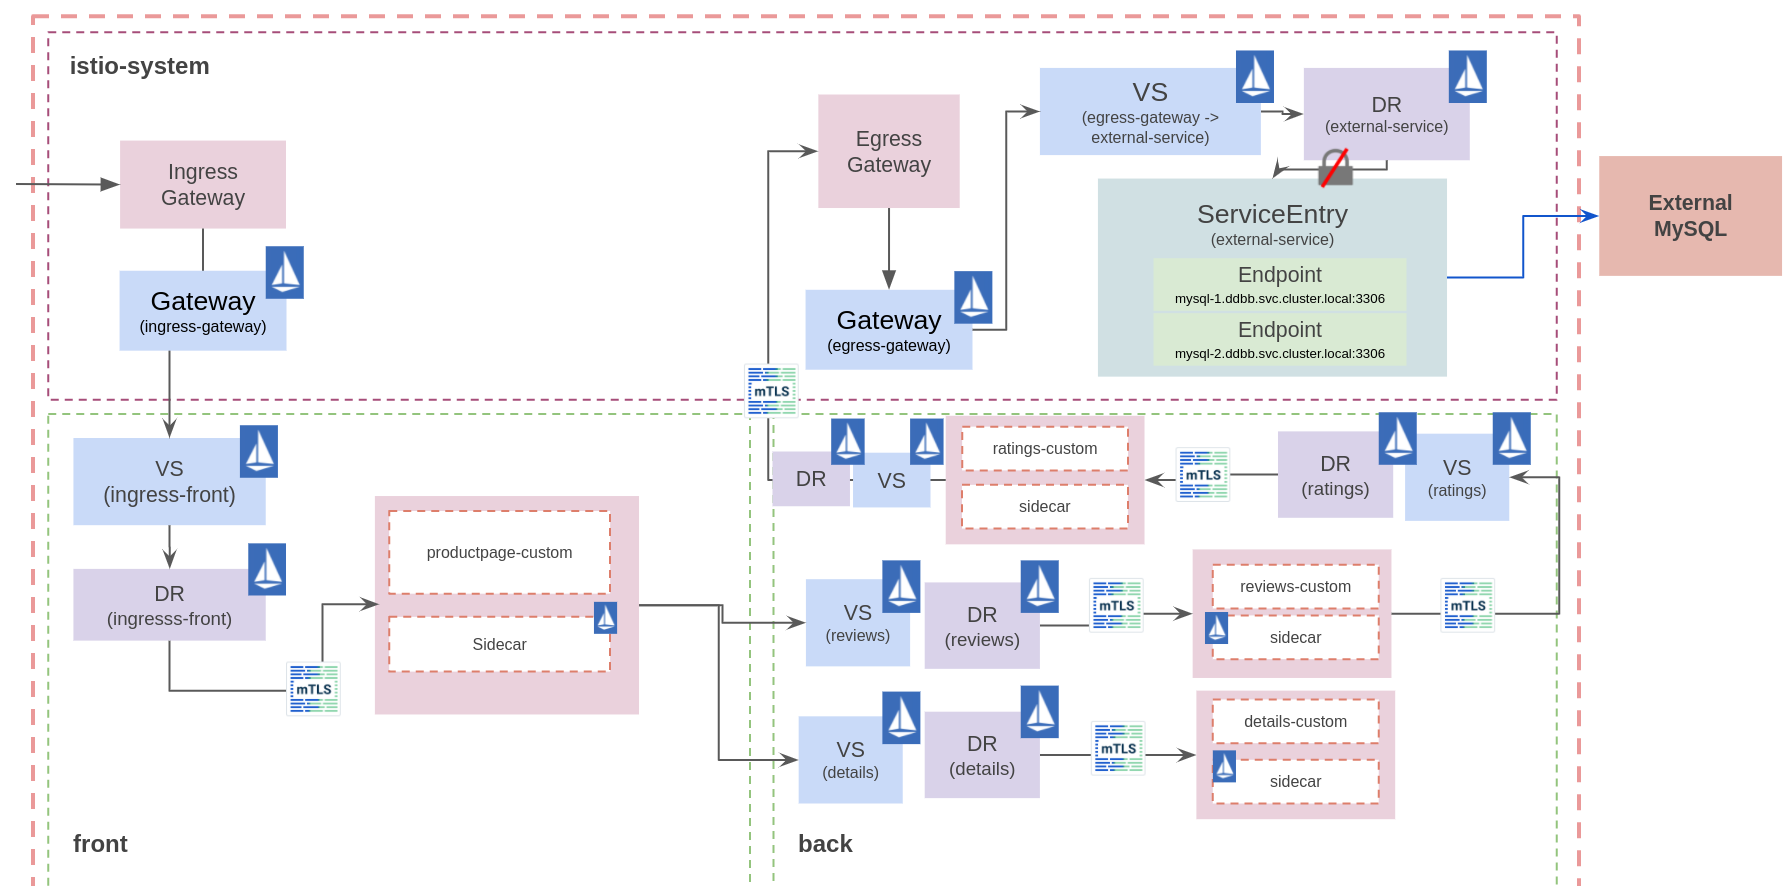 istio-system
Ingress
Gateway
Gateway
(ingress-gateway)
Egress
Gateway
Gateway
(egress-gateway)
VS
(egress-gateway ->
external-service)
DR
(external-service)
ServiceEntry
(external-service)
Endpoint
mysql-1.ddbb.svc.cluster.local:3306
Endpoint
mysql-2.ddbb.svc.cluster.local:3306
External
MySQL
mTLS
VS
(ingress-front)
DR
(ingresss-front)
mTLS
productpage-custom
Sidecar
front
DR
VS
ratings-custom
sidecar
mTLS
DR
(ratings)
VS
(ratings)
VS
(reviews)
DR
(reviews)
mTLS
reviews-custom
sidecar
mTLS
VS
(details)
DR
(details)
mTLS
details-custom
sidecar
back